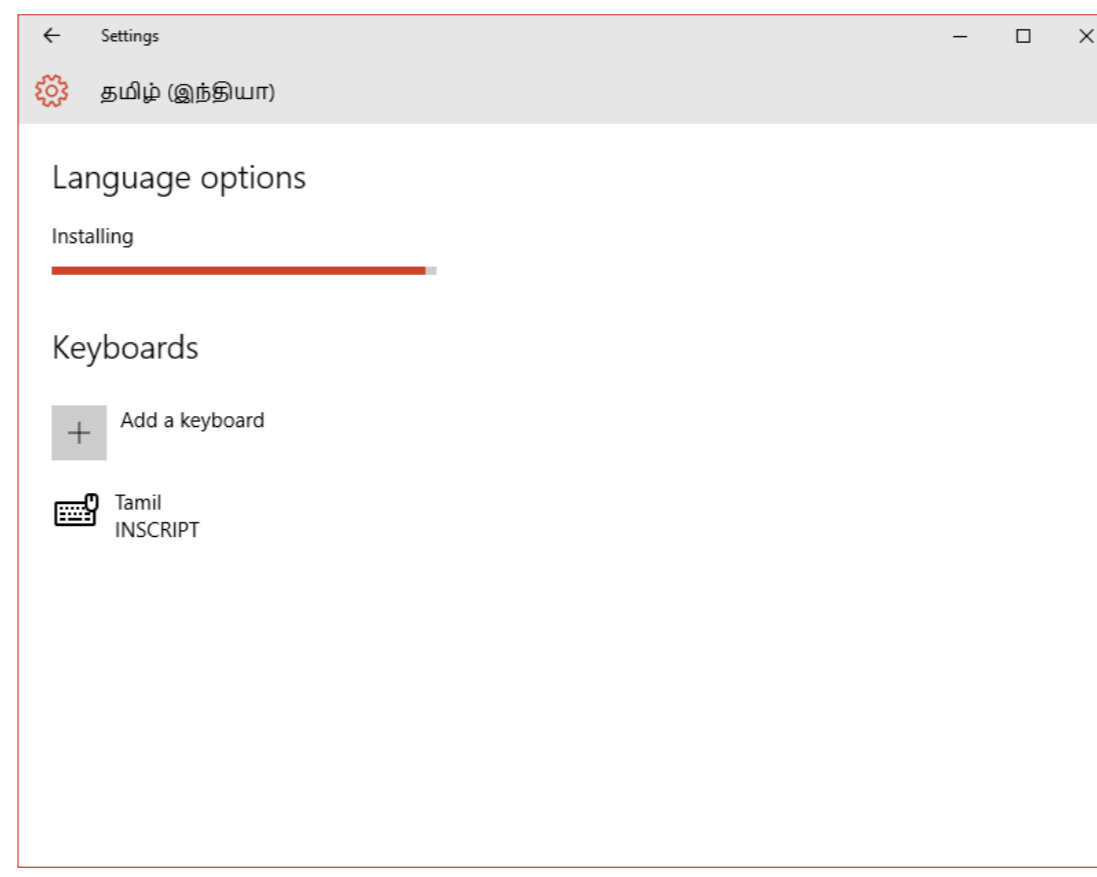 Settings
தமிழ் (இந்தியா)
Language options
Installing
Keyboards
Add a keyboard
Tamil
INSCRIPT